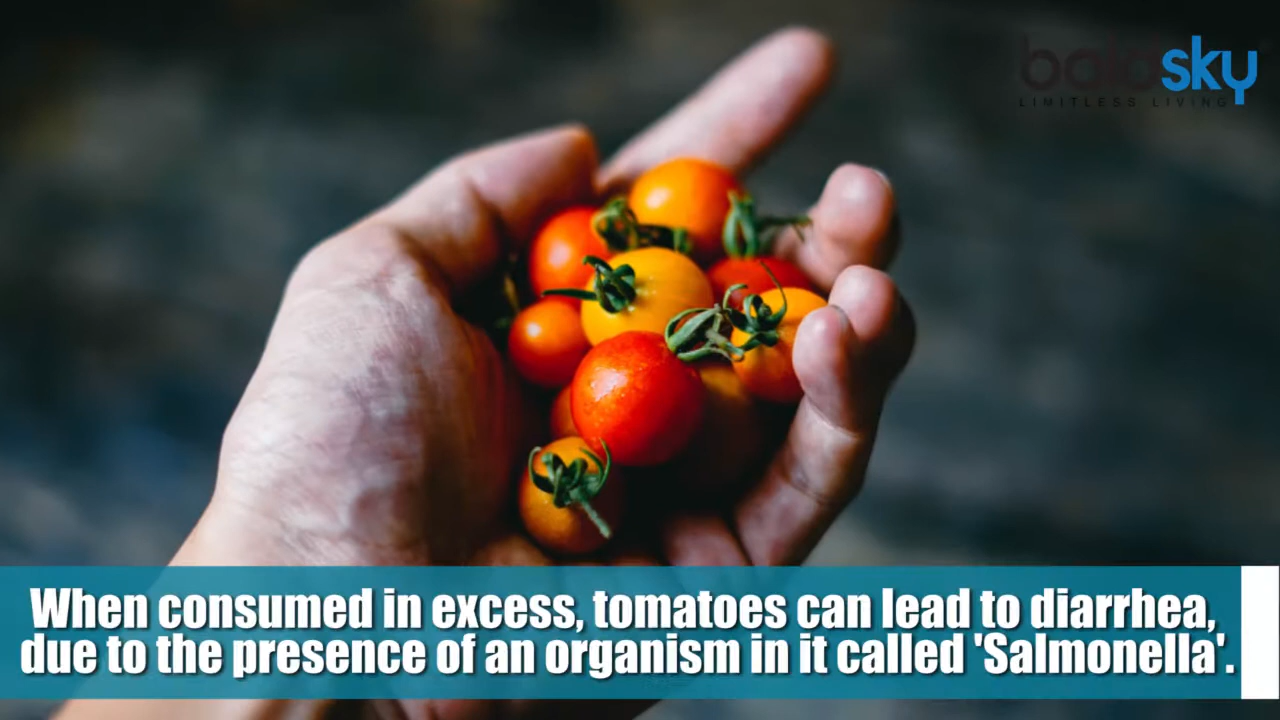 boldsky
LIMITLESS LIVING
When consumed in excess, tomatoes can lead to diarrhea,
due to the presence of an organism in it called 'Salmonella'.